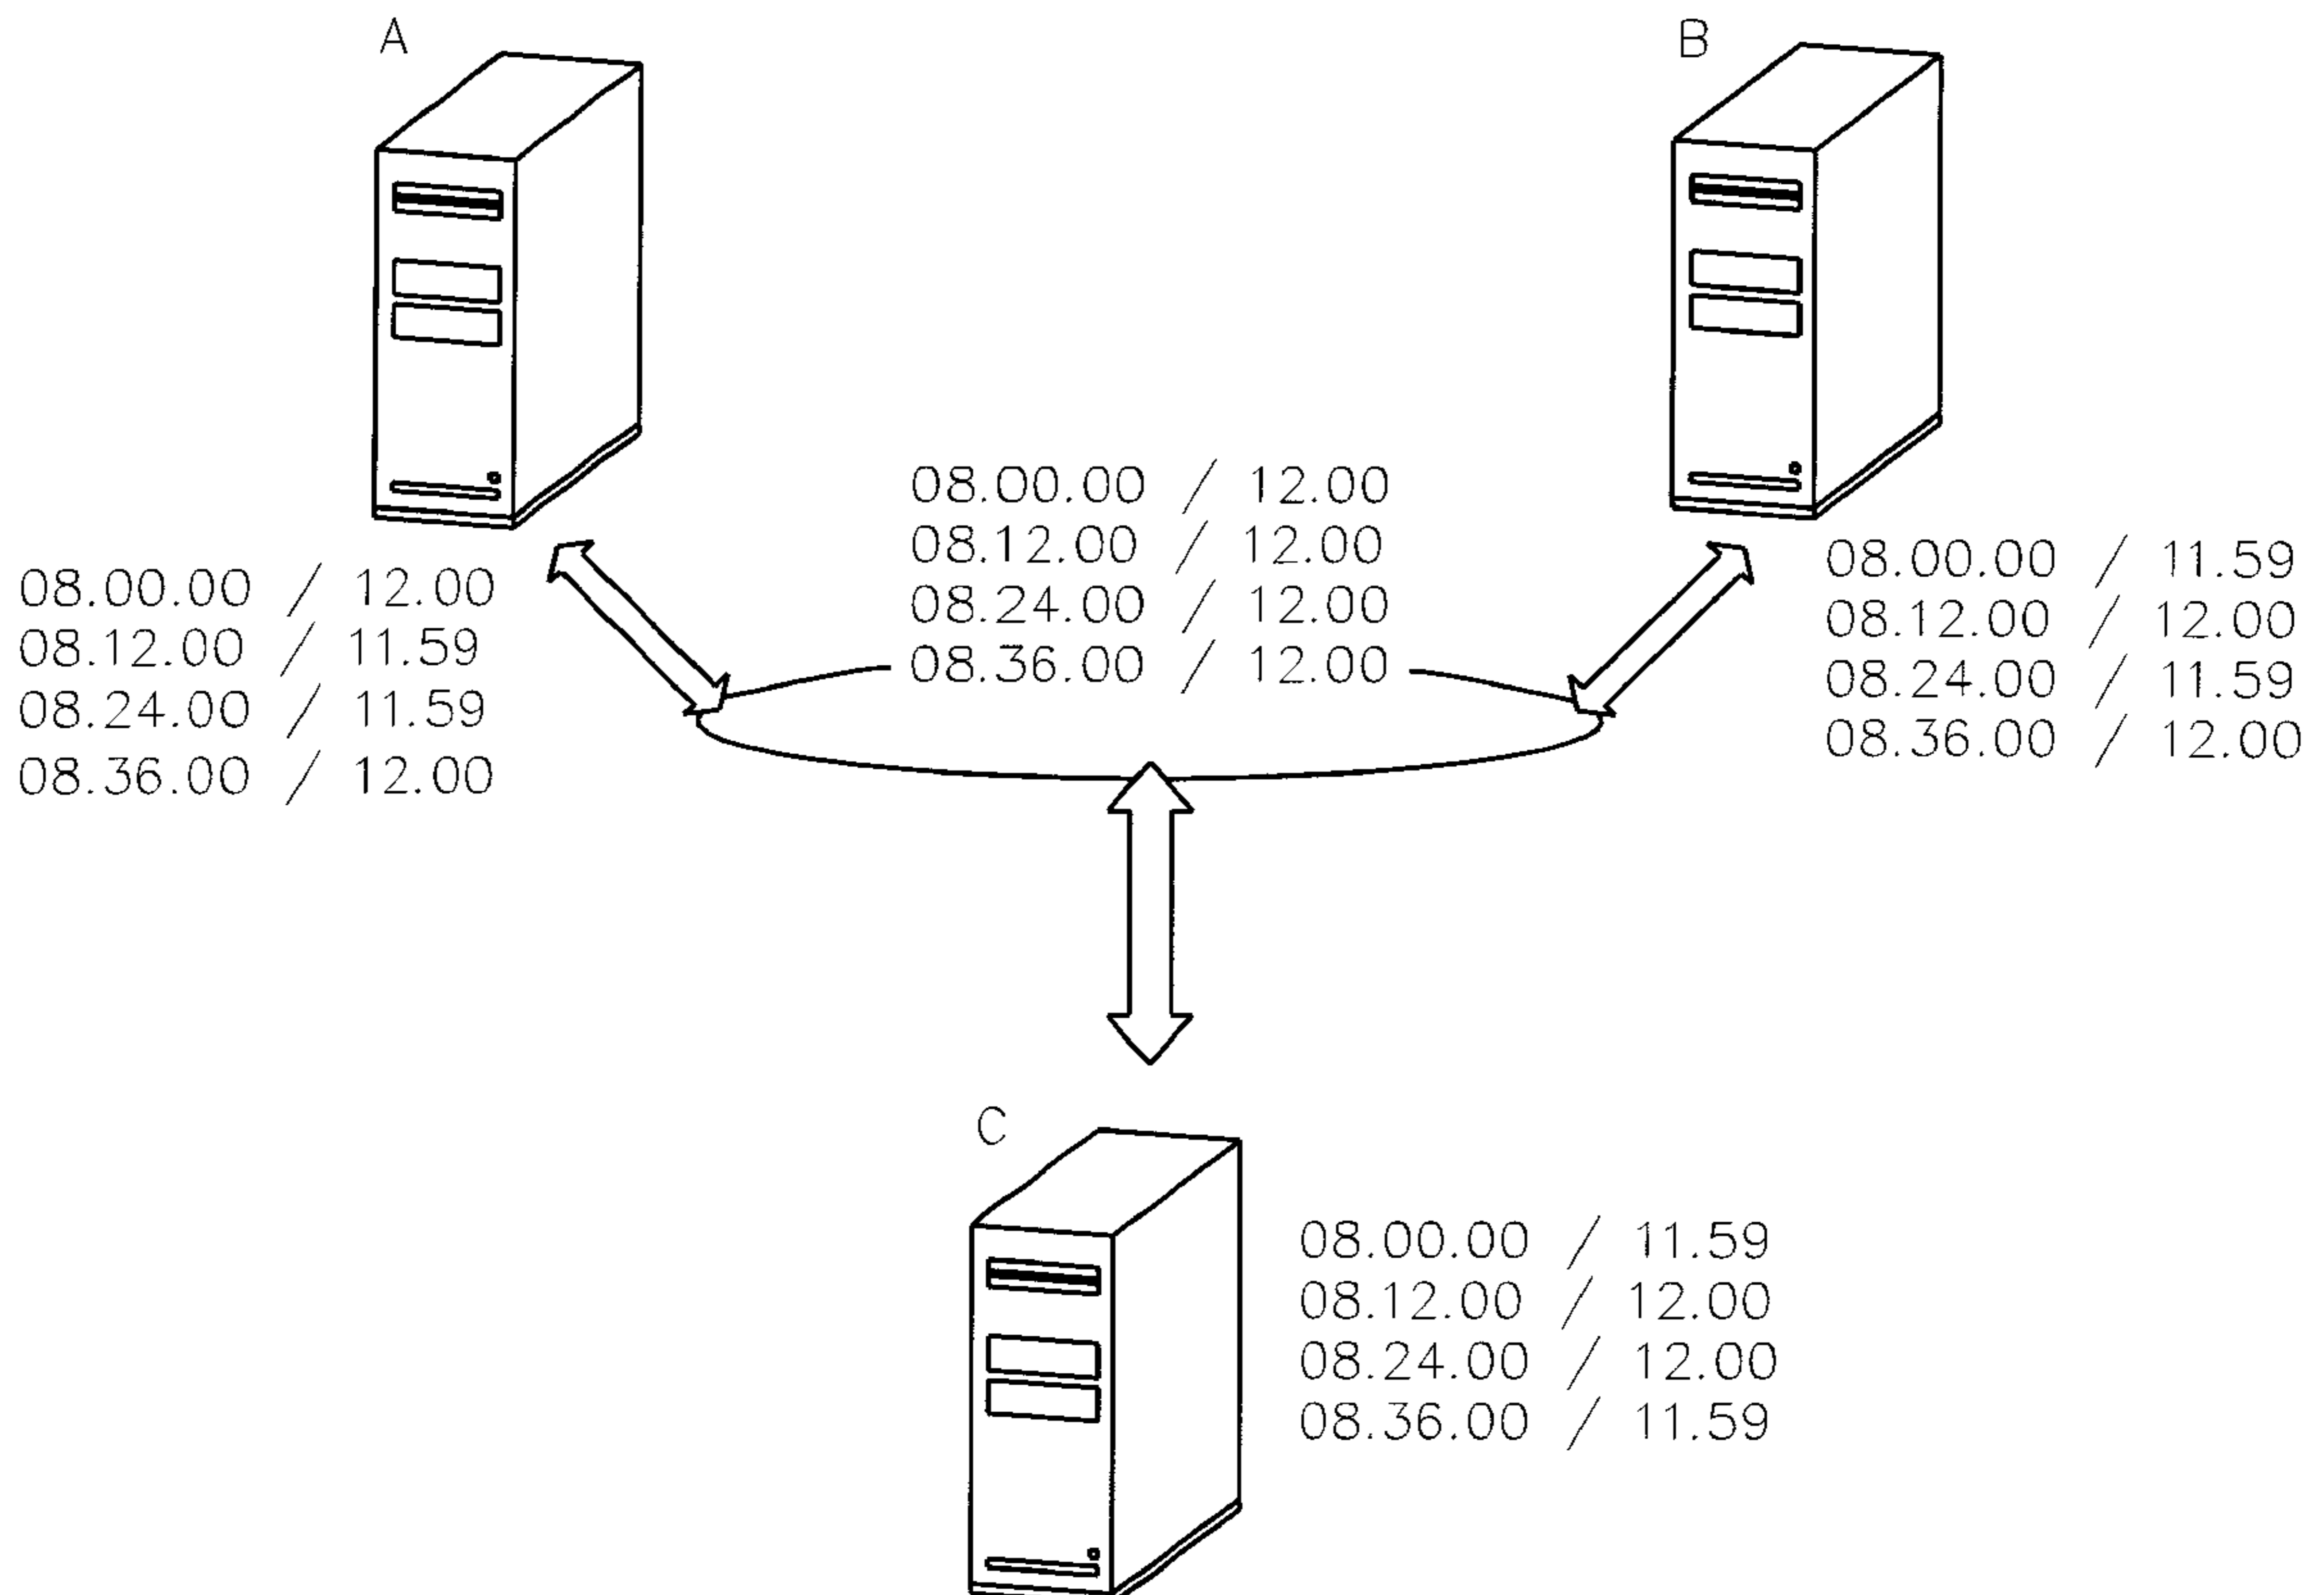 A
B
08.00.00 / 12.00
08.12.00 / 12.00
08.24.00 / 12.00
08.36.00 / 12.00
08.00.00 / 12.00
08.12.00 / 11.59
08.24.00 / 11.59
08.36.00 / 12.00
08.00.00 / 11.59
08.12.00 / 12.00
08.24.00 / 11.59
08.36.00 / 12.00
C
08.00.00 / 11.59
08.12.00 / 12.00
08.24.00 / 12.00
08.36.00 / 11.59